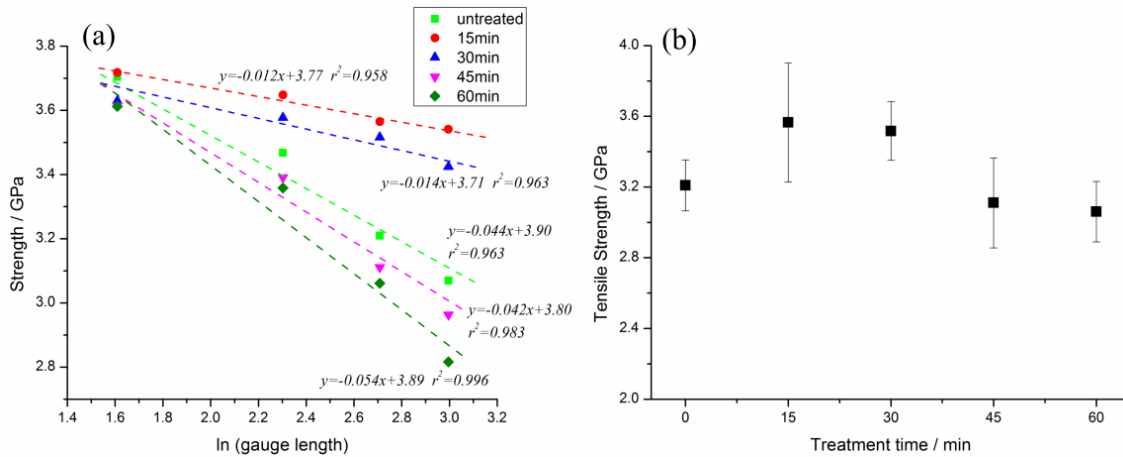 (a)
untreated
15min
30min
45min
60min
y=-0.012x+3.77 r²=0.958
y=-0.014x+3.71 r²=0.963
y=-0.044x+3.90
r²=0.963
y=-0.042x+3.80
r²=0.983
y=-0.054x+3.89 r²=0.996
Strength / GPa
3.8
3.6
3.4
3.2
3.0
2.8
1.4 1.6 1.8 2.0 2.2 2.4 2.6 2.8 3.0 3.2
ln (gauge length)
(b)
Tensile Strength / GPa
4.0
3.6
3.2
2.8
2.4
2.0
0 15 30 45 60
Treatment time / min